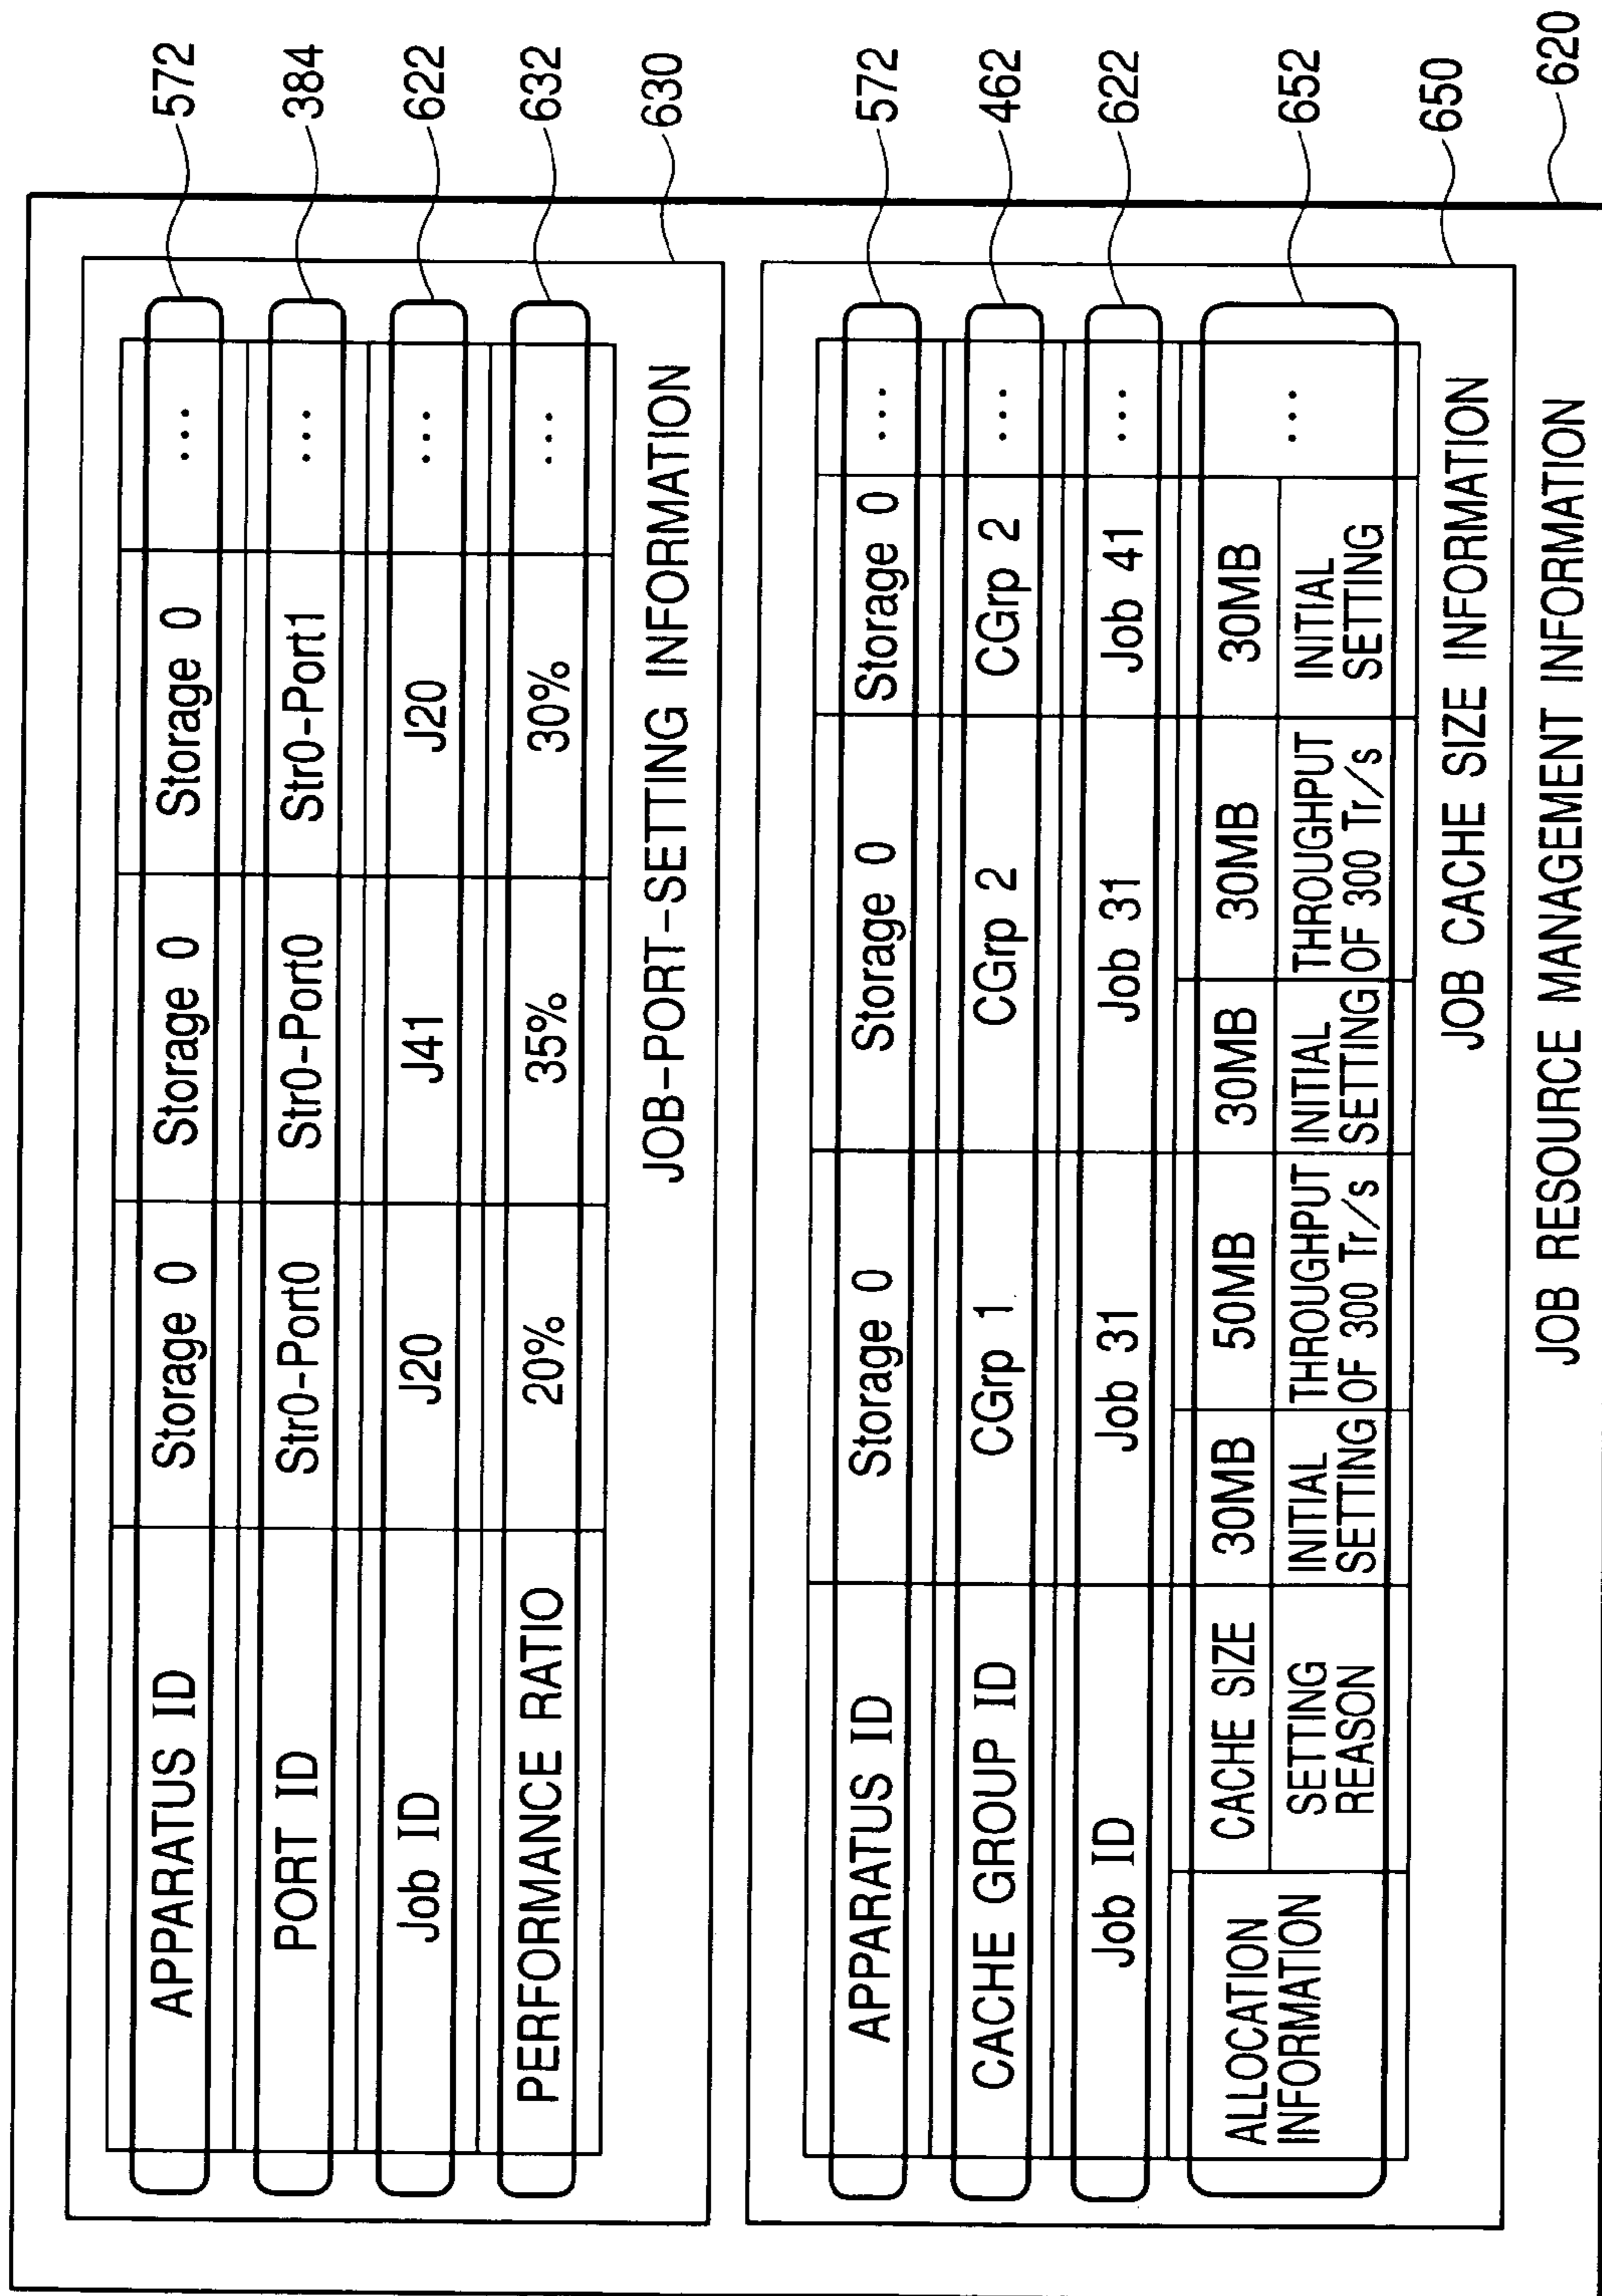 APPARATUS ID Storage 0 Storage 0 Storage 0 ... 572
PORT ID Str0-Port0 Str0-Port0 Str0-Port1 ... 384
Job ID J20 J41 J20 ... 622
PERFORMANCE RATIO 20% 35% 30% ... 632
JOB-PORT-SETTING INFORMATION 630
APPARATUS ID Storage 0 Storage 0 Storage 0 ... 572
CACHE GROUP ID CGrp 1 CGrp 2 CGrp 2 ... 462
Job ID Job 31 Job 31 Job 41 ... 622
ALLOCATION INFORMATION
CACHE SIZE 30MB 50MB 30MB 30MB 30MB ... 652
SETTING REASON
INITIAL SETTING
THROUGHPUT OF 300 Tr/s
INITIAL SETTING
THROUGHPUT OF 300 Tr/s
INITIAL SETTING
JOB CACHE SIZE INFORMATION 650
JOB RESOURCE MANAGEMENT INFORMATION 620